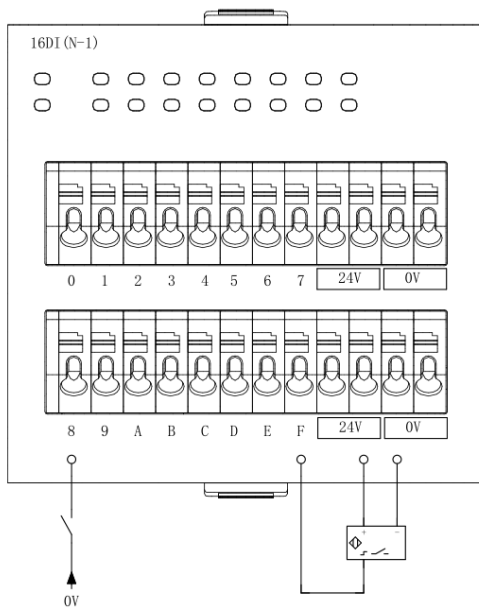 16DI(N-1)
0 1 2 3 4 5 6 7 24V 0V
8 9 A B C D E F 24V 0V
+ −
0V